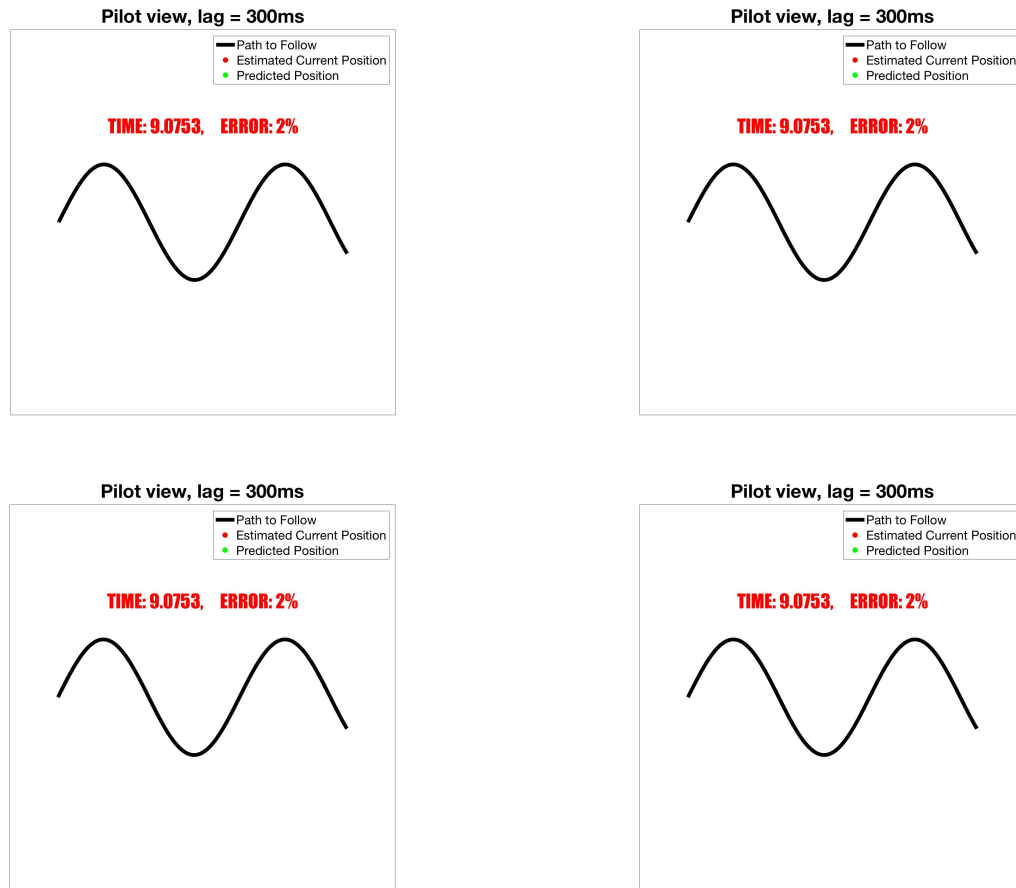 Pilot view, lag = 300ms
Path to Follow
Estimated Current Position
Predicted Position
TIME: 9.0753, ERROR: 2%
Pilot view, lag = 300ms
Path to Follow
Estimated Current Position
Predicted Position
TIME: 9.0753, ERROR: 2%
Pilot view, lag = 300ms
Path to Follow
Estimated Current Position
Predicted Position
TIME: 9.0753, ERROR: 2%
Pilot view, lag = 300ms
Path to Follow
Estimated Current Position
Predicted Position
TIME: 9.0753, ERROR: 2%